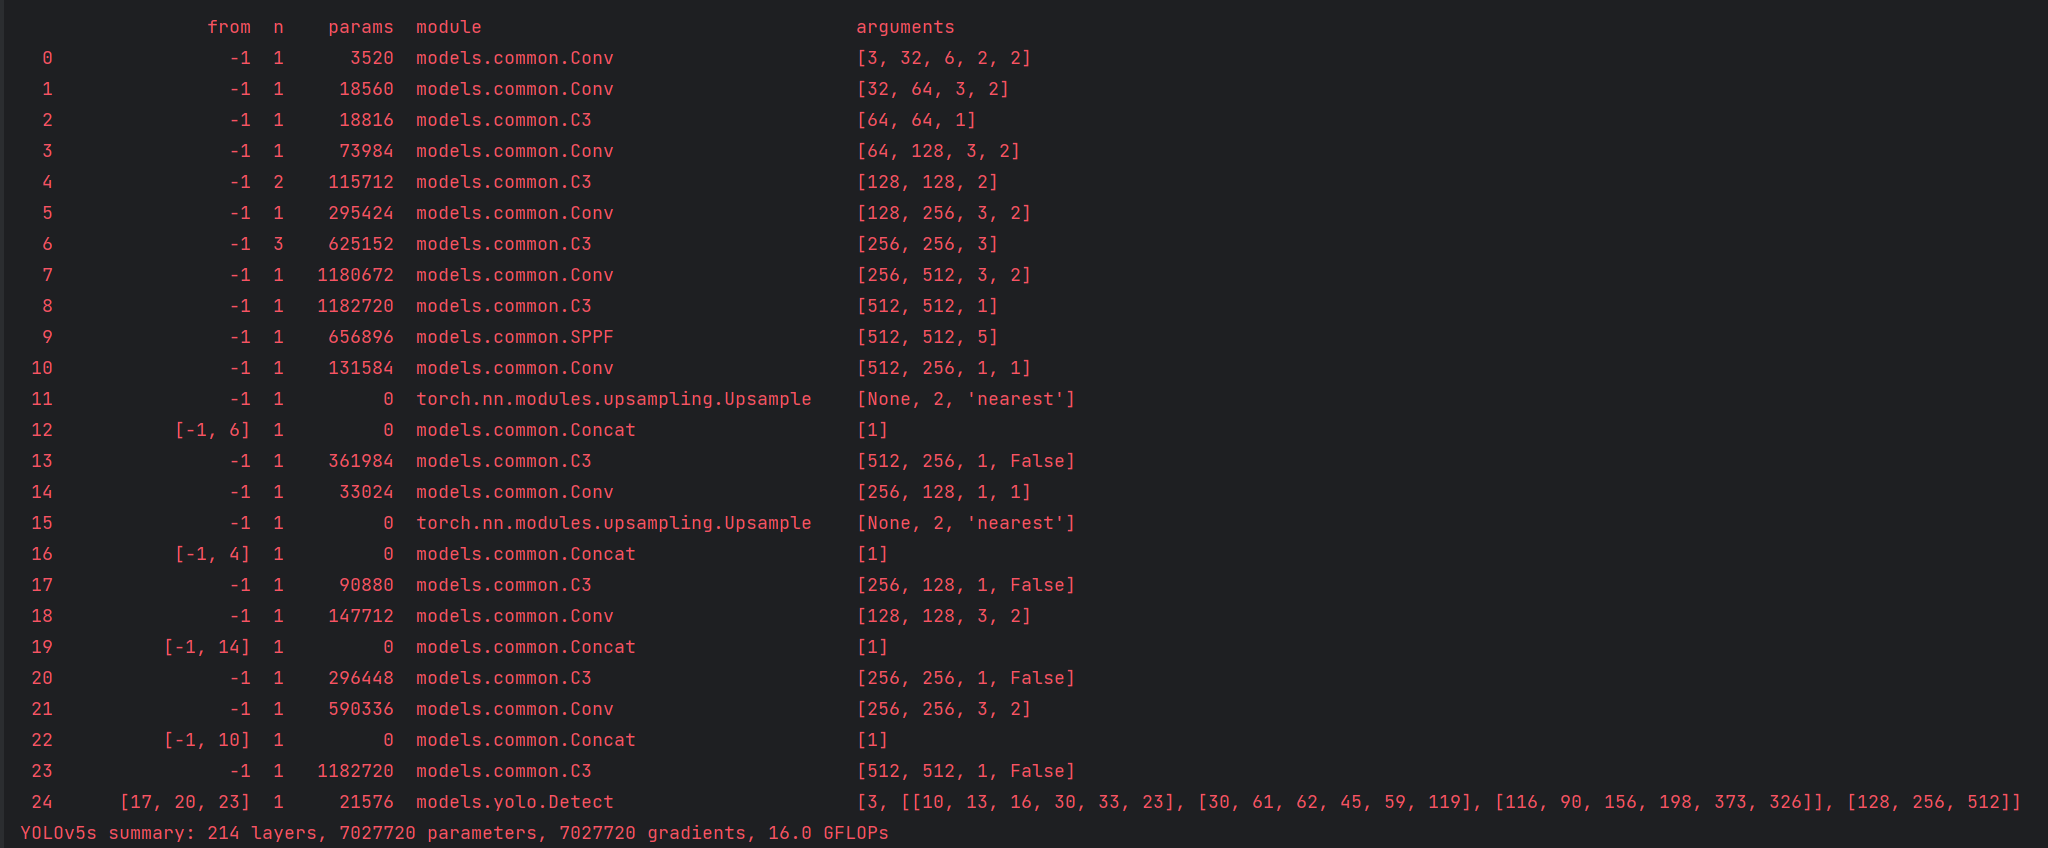 from n params module arguments
0 -1 1 3520 models.common.Conv [3, 32, 6, 2, 2]
1 -1 1 18560 models.common.Conv [32, 64, 3, 2]
2 -1 1 18816 models.common.C3 [64, 64, 1]
3 -1 1 73984 models.common.Conv [64, 128, 3, 2]
4 -1 2 115712 models.common.C3 [128, 128, 2]
5 -1 1 295424 models.common.Conv [128, 256, 3, 2]
6 -1 3 625152 models.common.C3 [256, 256, 3]
7 -1 1 1180672 models.common.Conv [256, 512, 3, 2]
8 -1 1 1182720 models.common.C3 [512, 512, 1]
9 -1 1 656896 models.common.SPPF [512, 512, 5]
10 -1 1 131584 models.common.Conv [512, 256, 1, 1]
11 -1 1 0 torch.nn.modules.upsampling.Upsample [None, 2, 'nearest']
12 [-1, 6] 1 0 models.common.Concat [1]
13 -1 1 361984 models.common.C3 [512, 256, 1, False]
14 -1 1 33024 models.common.Conv [256, 128, 1, 1]
15 -1 1 0 torch.nn.modules.upsampling.Upsample [None, 2, 'nearest']
16 [-1, 4] 1 0 models.common.Concat [1]
17 -1 1 90880 models.common.C3 [256, 128, 1, False]
18 -1 1 147712 models.common.Conv [128, 128, 3, 2]
19 [-1, 14] 1 0 models.common.Concat [1]
20 -1 1 296448 models.common.C3 [256, 256, 1, False]
21 -1 1 590336 models.common.Conv [256, 256, 3, 2]
22 [-1, 10] 1 0 models.common.Concat [1]
23 -1 1 1182720 models.common.C3 [512, 512, 1, False]
24 [17, 20, 23] 1 21576 models.yolo.Detect [3, [[10, 13, 16, 30, 33, 23], [30, 61, 62, 45, 59, 119], [116, 90, 156, 198, 373, 326]], [128, 256, 512]]
YOLOv5s summary: 214 layers, 7027720 parameters, 7027720 gradients, 16.0 GFLOPs